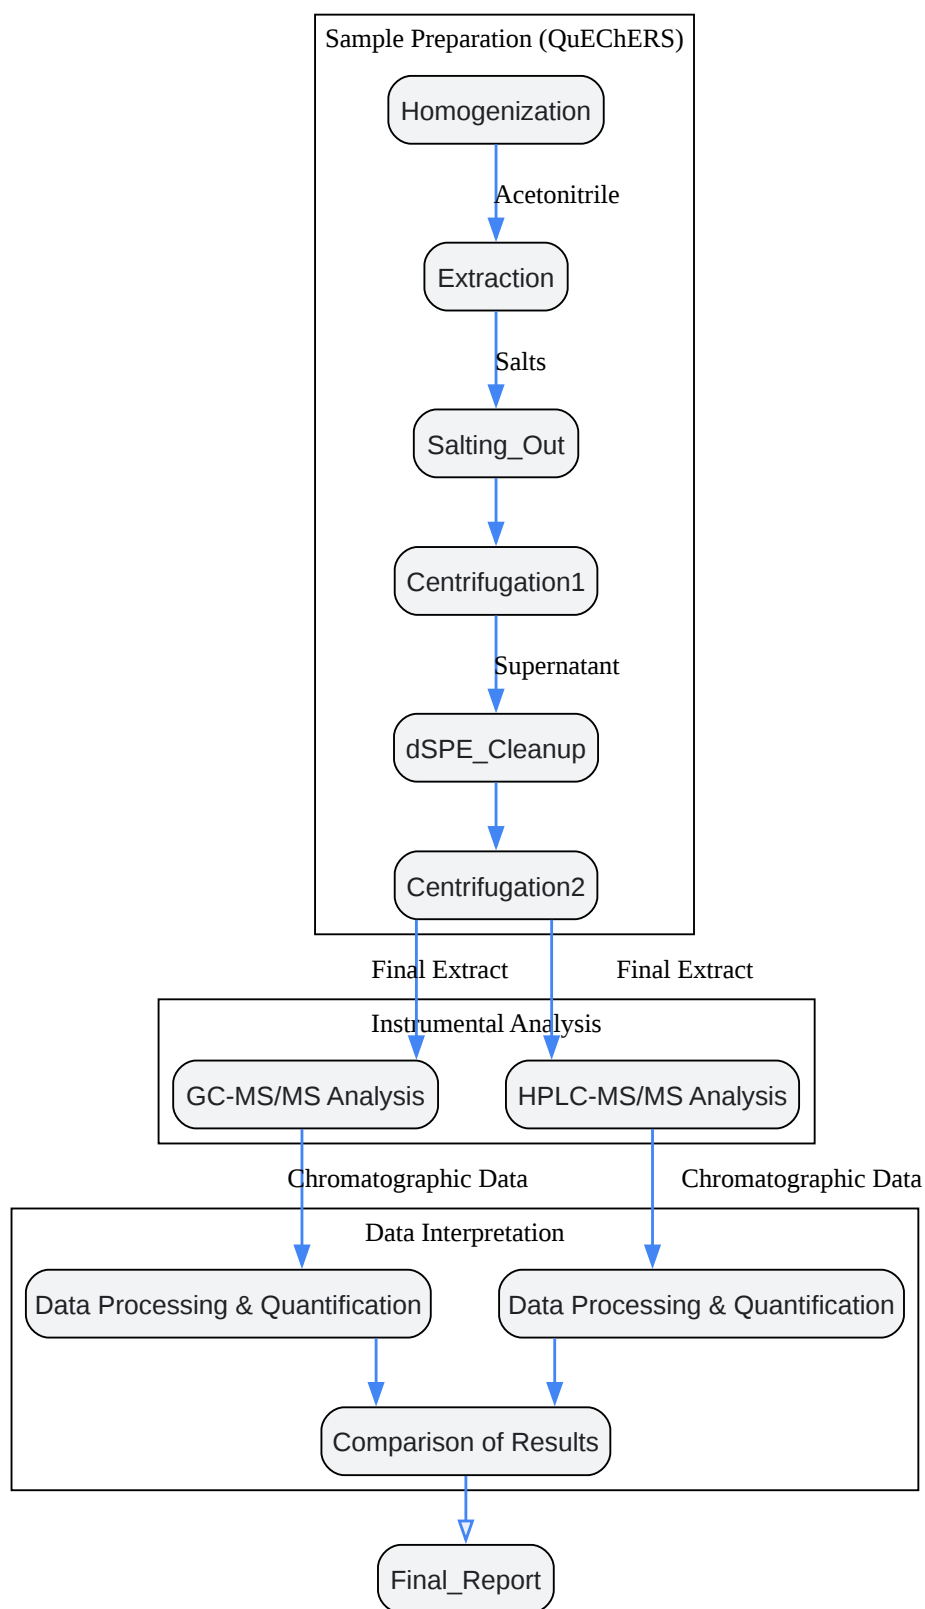 Sample Preparation (QuEChERS)
Homogenization
Acetonitrile
Extraction
Salts
Salting_Out
Centrifugation1
Supernatant
dSPE_Cleanup
Centrifugation2
Final Extract
Final Extract
Instrumental Analysis
GC-MS/MS Analysis
HPLC-MS/MS Analysis
Chromatographic Data
Chromatographic Data
Data Interpretation
Data Processing & Quantification
Data Processing & Quantification
Comparison of Results
Final_Report